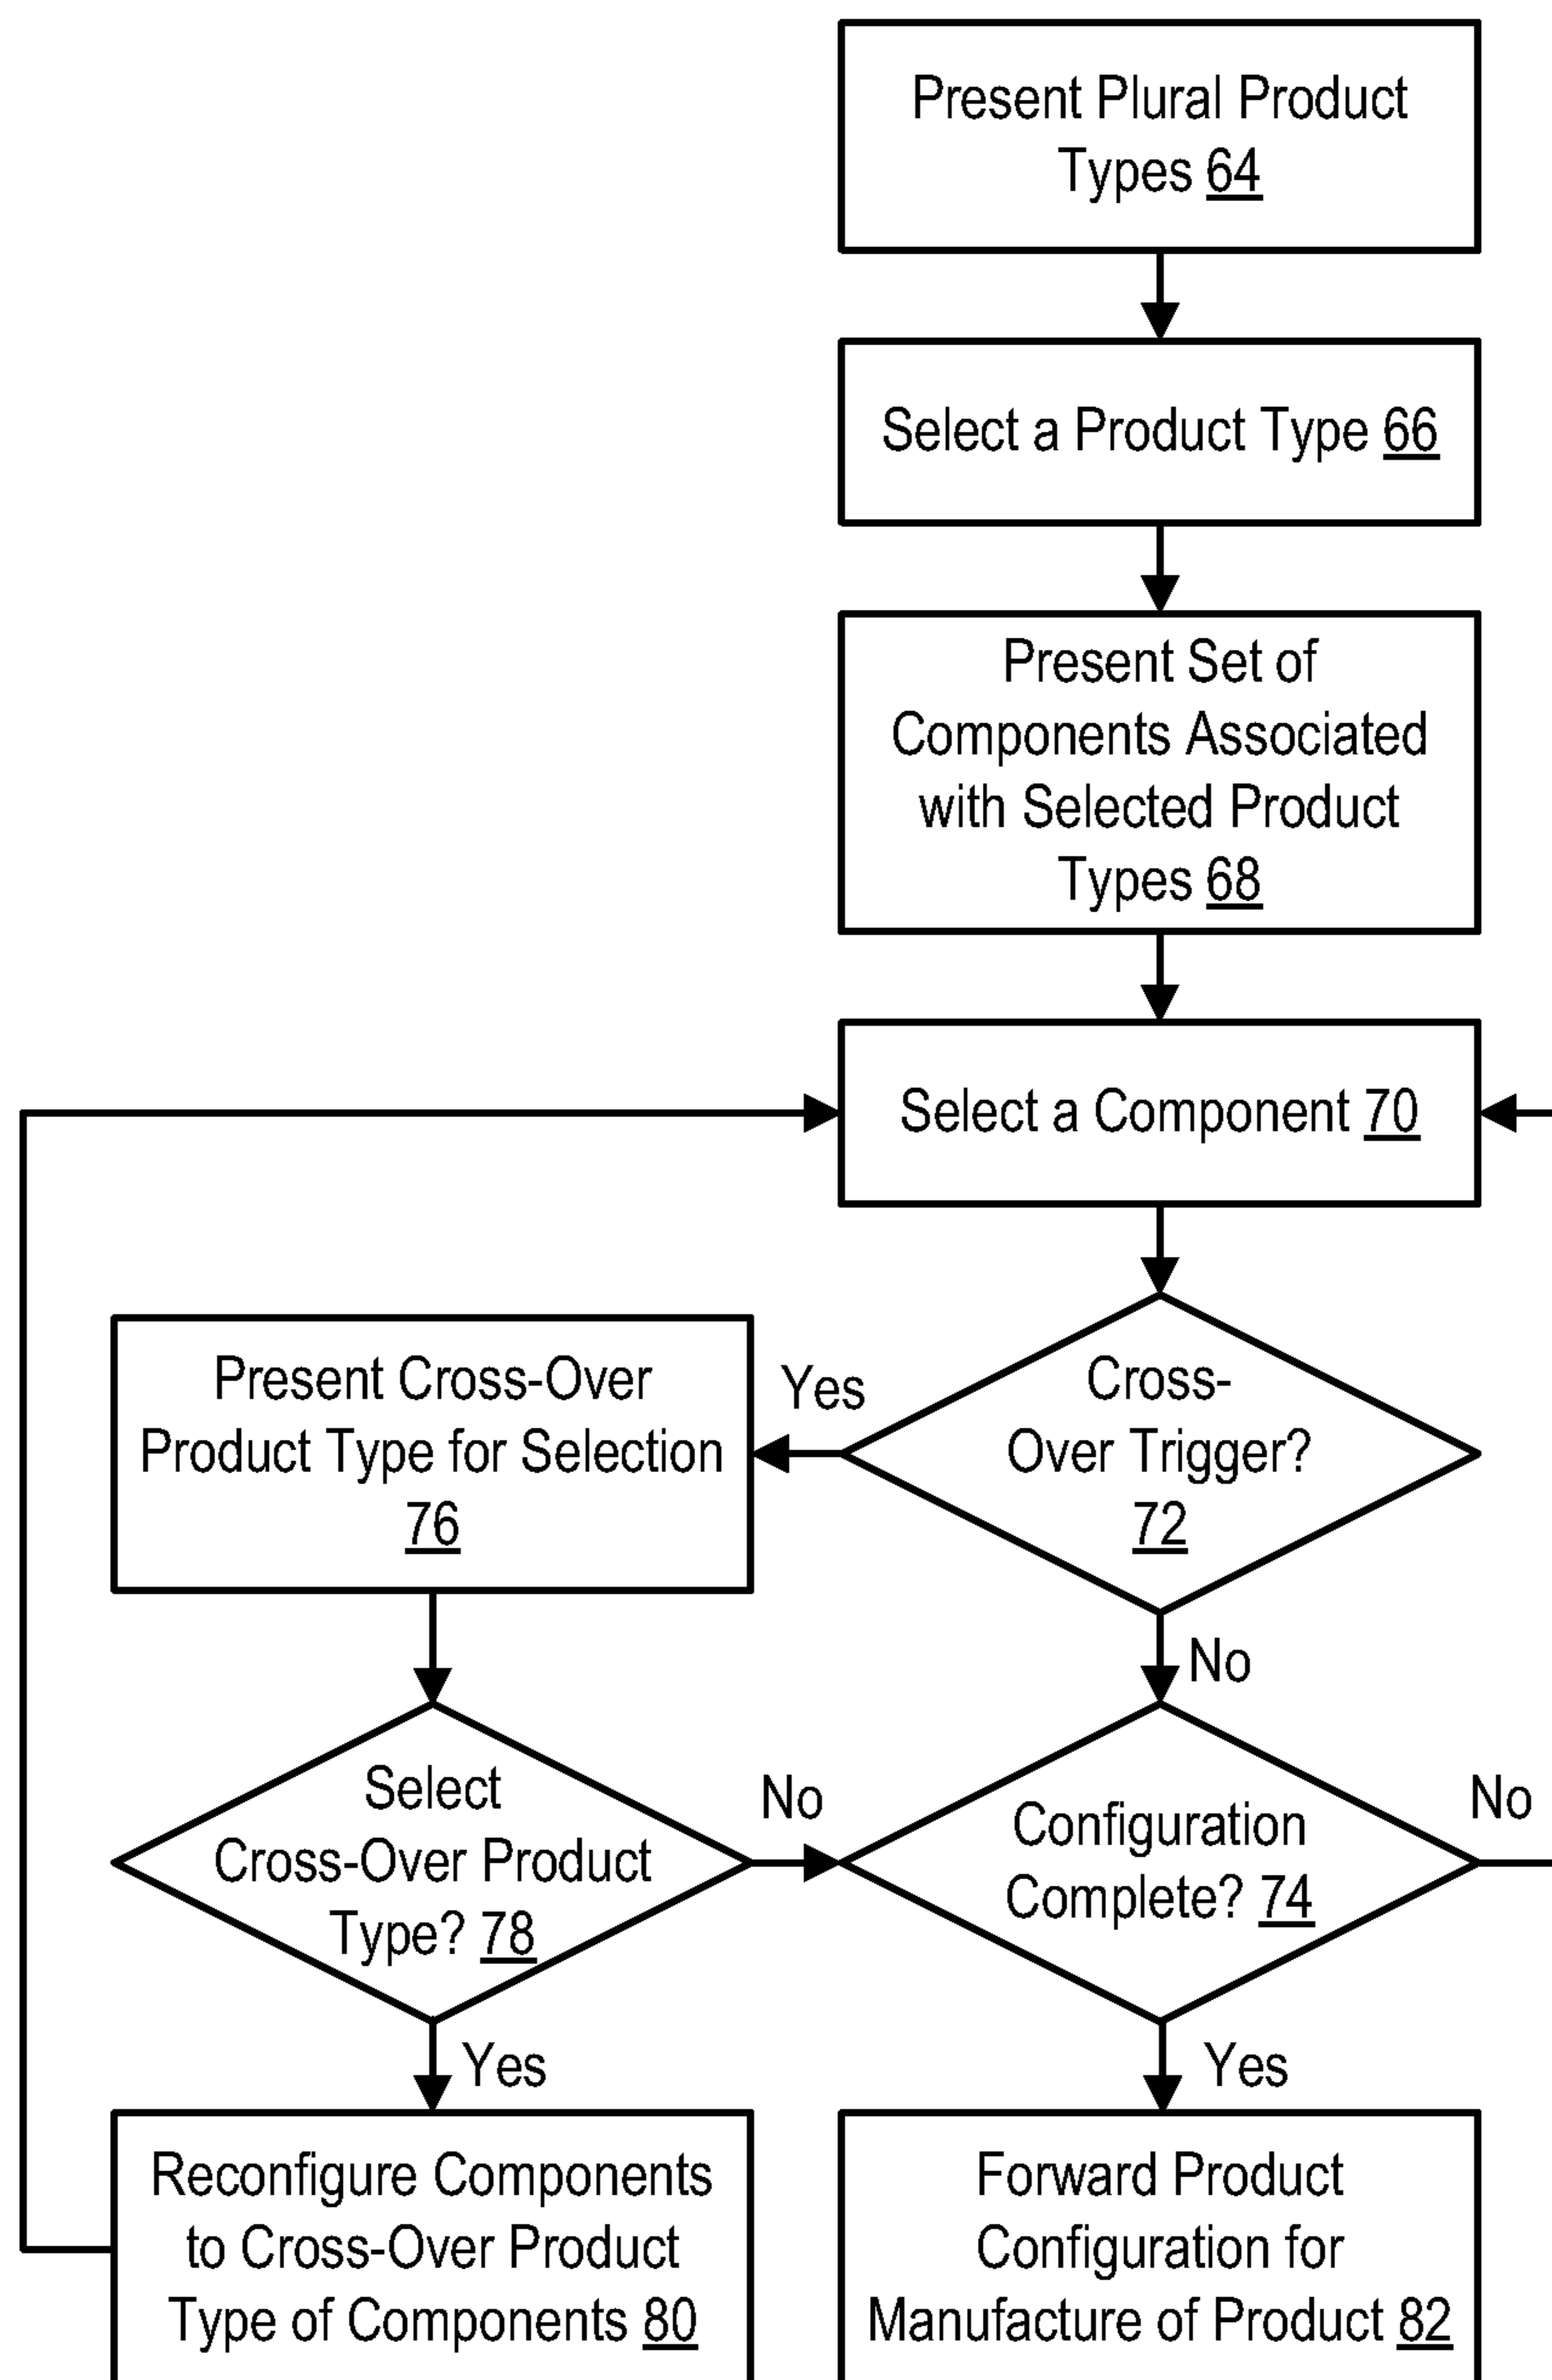 Present Plural Product
Types 64
Select a Product Type 66
Present Set of
Components Associated
with Selected Product
Types 68
Select a Component 70
Cross-
Over Trigger?
72
Yes
No
Present Cross-Over
Product Type for Selection
76
Select
Cross-Over Product
Type? 78
No
Yes
Configuration
Complete? 74
No
Yes
Reconfigure Components
to Cross-Over Product
Type of Components 80
Forward Product
Configuration for
Manufacture of Product 82